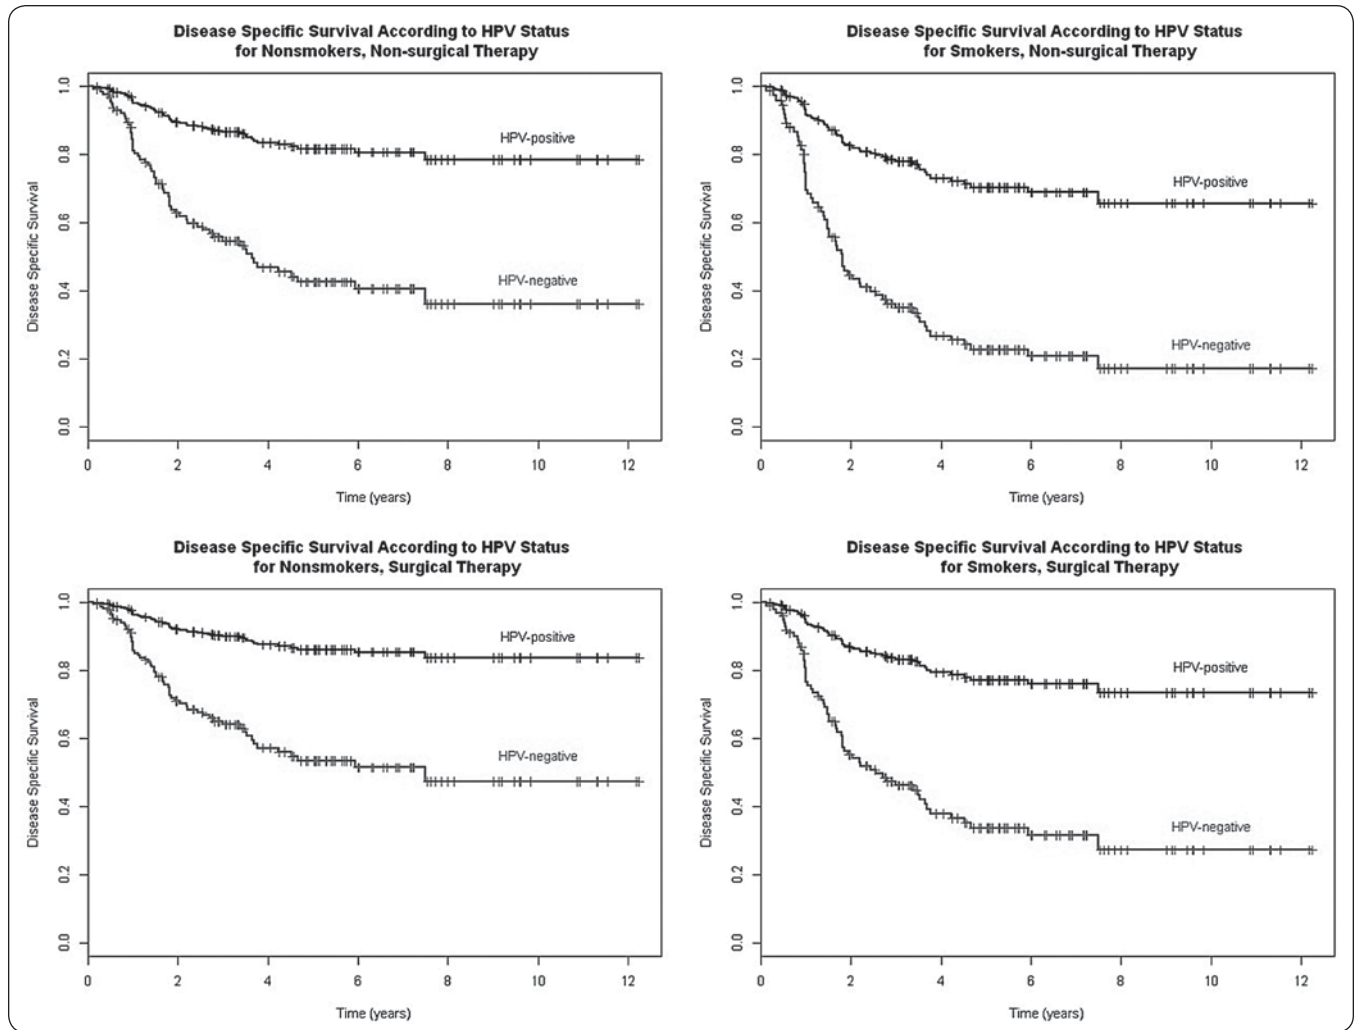 Disease Specific Survival According to HPV Status
for Nonsmokers, Non-surgical Therapy
Disease Specific Survival
1.0
0.8
0.6
0.4
0.2
0.0
HPV-positive
HPV-negative
0 2 4 6 8 10 12
Time (years)
Disease Specific Survival According to HPV Status
for Smokers, Non-surgical Therapy
Disease Specific Survival
1.0
0.8
0.6
0.4
0.2
0.0
HPV-positive
HPV-negative
0 2 4 6 8 10 12
Time (years)
Disease Specific Survival According to HPV Status
for Nonsmokers, Surgical Therapy
Disease Specific Survival
1.0
0.8
0.6
0.4
0.2
0.0
HPV-positive
HPV-negative
0 2 4 6 8 10 12
Time (years)
Disease Specific Survival According to HPV Status
for Smokers, Surgical Therapy
Disease Specific Survival
1.0
0.8
0.6
0.4
0.2
0.0
HPV-positive
HPV-negative
0 2 4 6 8 10 12
Time (years)